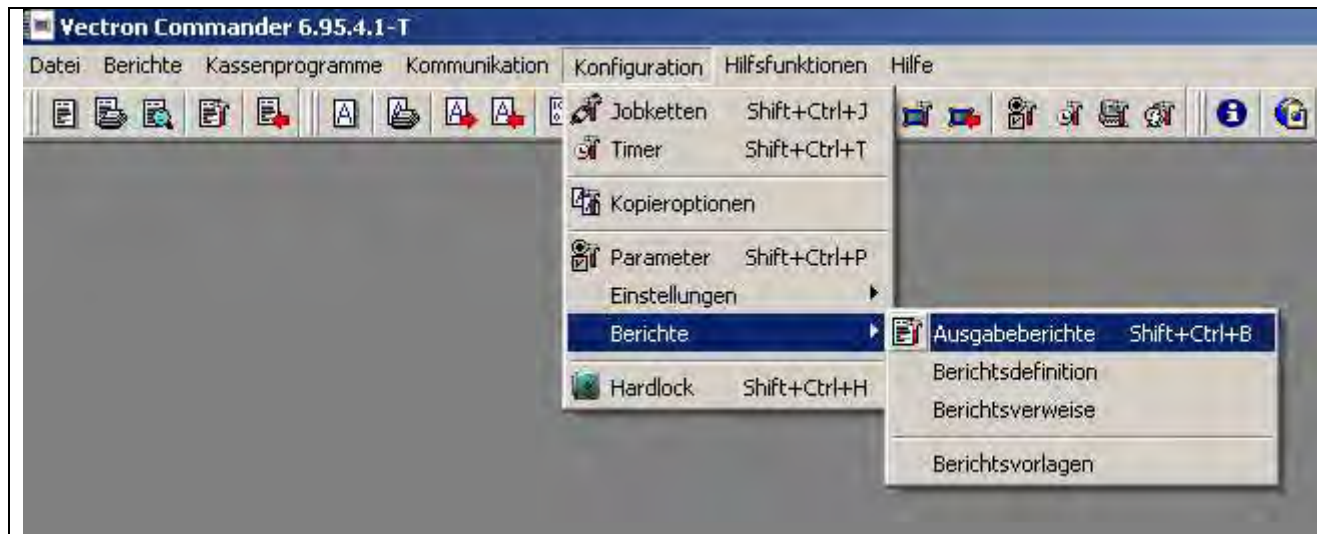 Vectron Commander 6.95.4.1-T
Datei Berichte Kassenprogramme Kommunikation Konfiguration Hilfsfunktionen Hilfe
Jobketten Shift+Ctrl+J
Timer Shift+Ctrl+T
Kopieroptionen
Parameter Shift+Ctrl+P
Einstellungen
Berichte
Hardlock Shift+Ctrl+H
Ausgabeberichte Shift+Ctrl+B
Berichtsdefinition
Berichtsverweise
Berichtsvorlagen